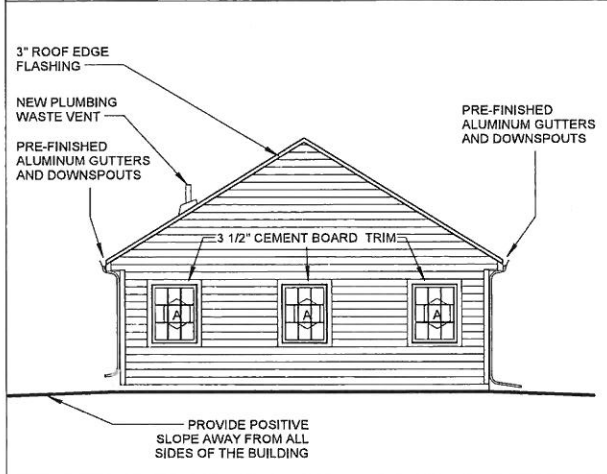 3" ROOF EDGE
FLASHING
NEW PLUMBING
WASTE VENT
PRE-FINISHED
ALUMINUM GUTTERS
AND DOWNSPOUTS
PRE-FINISHED
ALUMINUM GUTTERS
AND DOWNSPOUTS
3 1/2" CEMENT BOARD TRIM
A
A
A
PROVIDE POSITIVE
SLOPE AWAY FROM ALL
SIDES OF THE BUILDING